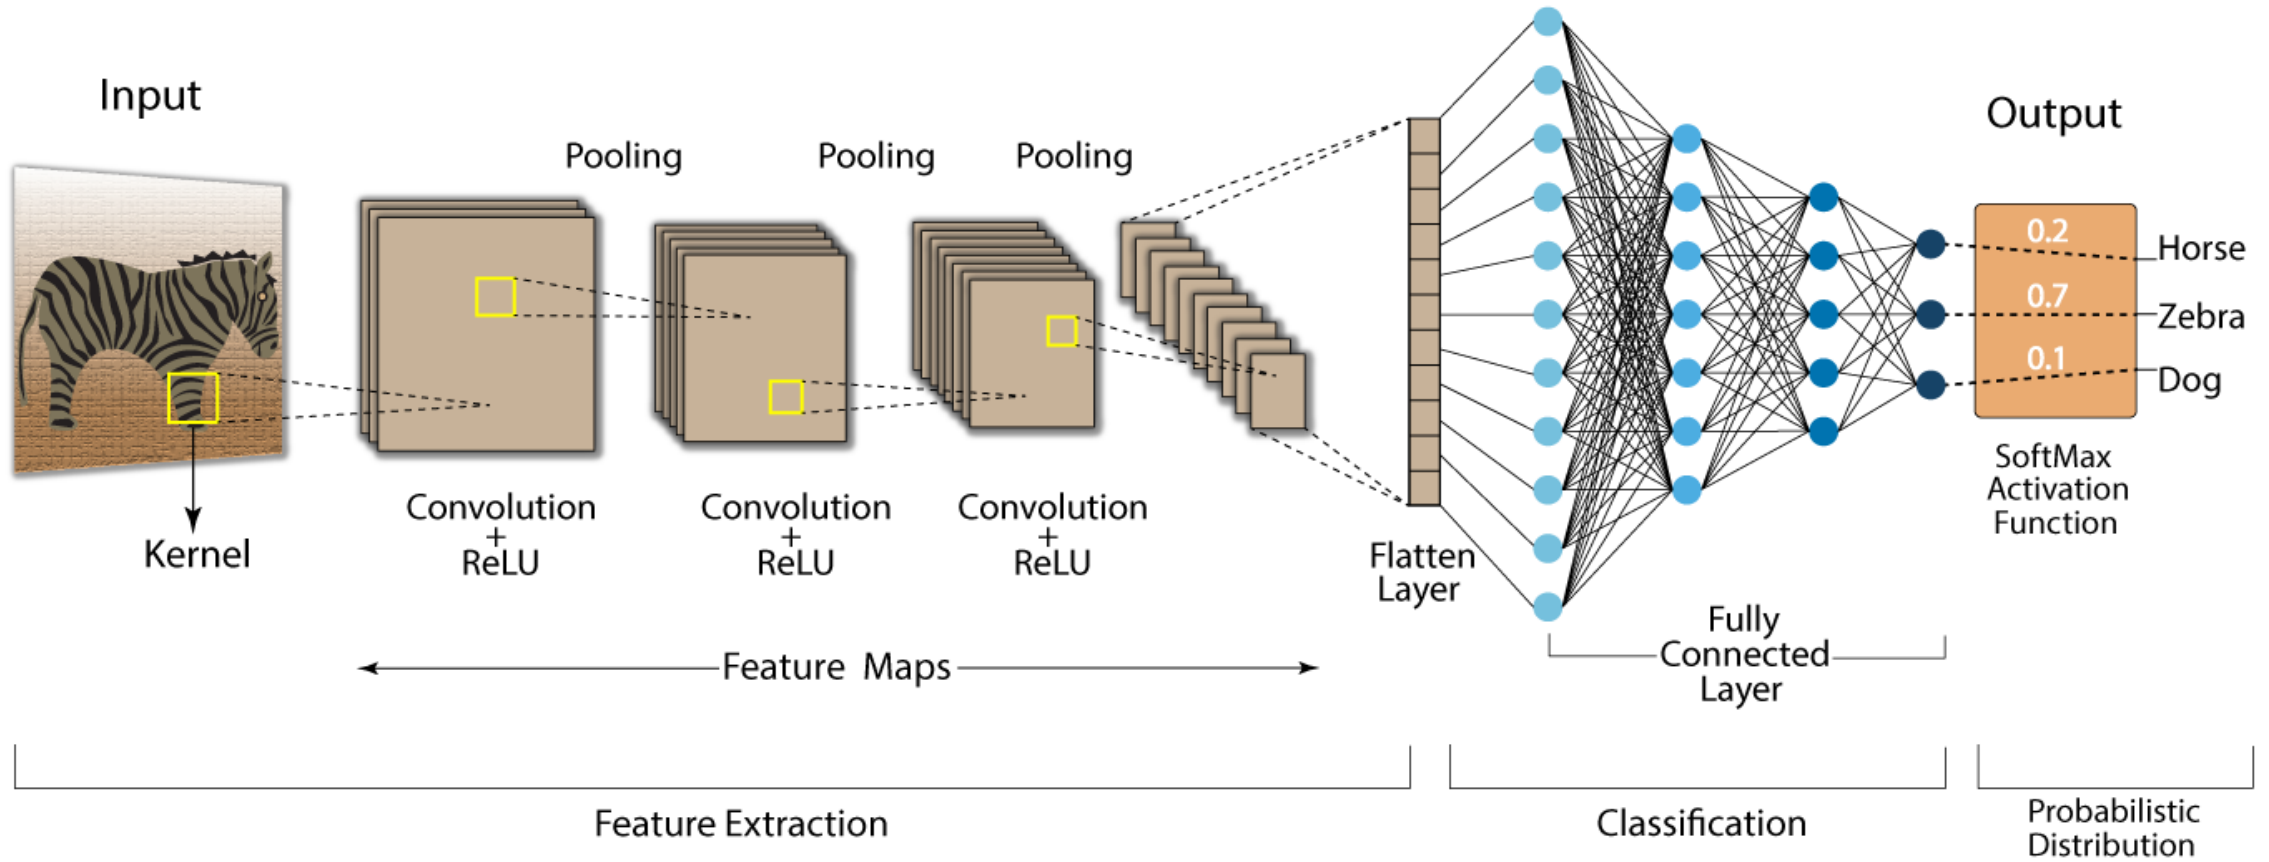 Input
Output
Pooling
Pooling
Pooling
0.2
Horse
0.7
Zebra
0.1
Dog
SoftMax
Activation
Function
Kernel
Convolution
+
ReLU
Convolution
+
ReLU
Convolution
+
ReLU
Flatten
Layer
Fully
Connected
Layer
Feature Maps
Feature Extraction
Classification
Probabilistic
Distribution